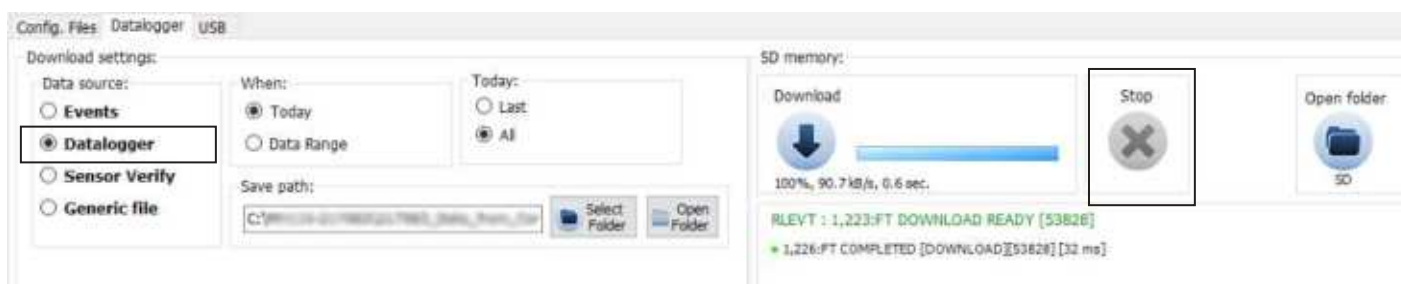 Config. Files Datalogger USB
Download settings:
Data source:
Events
Datalogger
Sensor Verify
Generic file
When:
Today
Data Range
Today:
Last
All
Save path:
C:\
Select
Folder
Open
Folder
SD memory:
Download
100%, 90.7 kB/s, 0.6 sec.
Stop
Open folder
SD
RLEVT : 1,223:FT DOWNLOAD READY [53828]
1,226:FT COMPLETED [DOWNLOAD][53828] [32 ms]